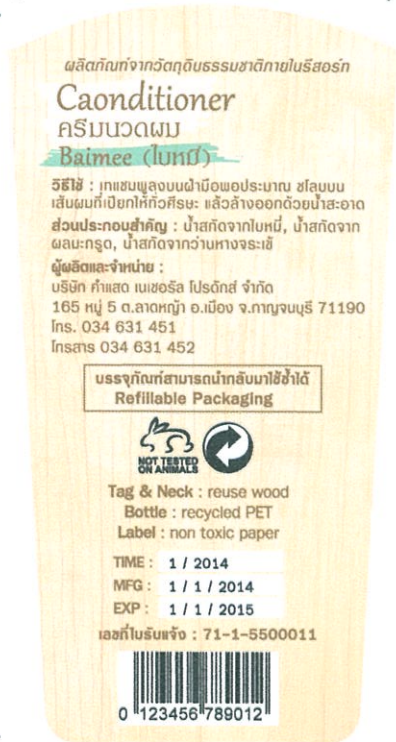 ผลิตภัณฑ์จากวัตถุดิบธรรมชาติภายในรีสอร์ท
Caonditioner
ครีมนวดผม
Baimee (ใบหมี่)
วิธีใช้ : เทแชมพูลงบนฝ่ามือพอประมาณ ชโลมบน
เส้นผมที่เปียกให้ทั่วศีรษะ แล้วล้างออกด้วยน้ำสะอาด
ส่วนประกอบสำคัญ : น้ำสกัดจากใบหมี่, น้ำสกัดจาก
ผลมะกรูด, น้ำสกัดจากว่านหางจระเข้
ผู้ผลิตและจำหน่าย :
บริษัท คำแสด เนเชอรัล โปรดักส์ จำกัด
165 หมู่ 5 ต.ลาดหญ้า อ.เมือง จ.กาญจนบุรี 71190
โทร. 034 631 451
โทรสาร 034 631 452
บรรจุภัณฑ์สามารถนำกลับมาใช้ซ้ำได้
Refillable Packaging
NOT TESTED
ON ANIMALS
Tag & Neck : reuse wood
Bottle : recycled PET
Label : non toxic paper
TIME : 1 / 2014
MFG : 1 / 1 / 2014
EXP : 1 / 1 / 2015
เลขที่ใบรับแจ้ง : 71-1-5500011
0 123456 789012